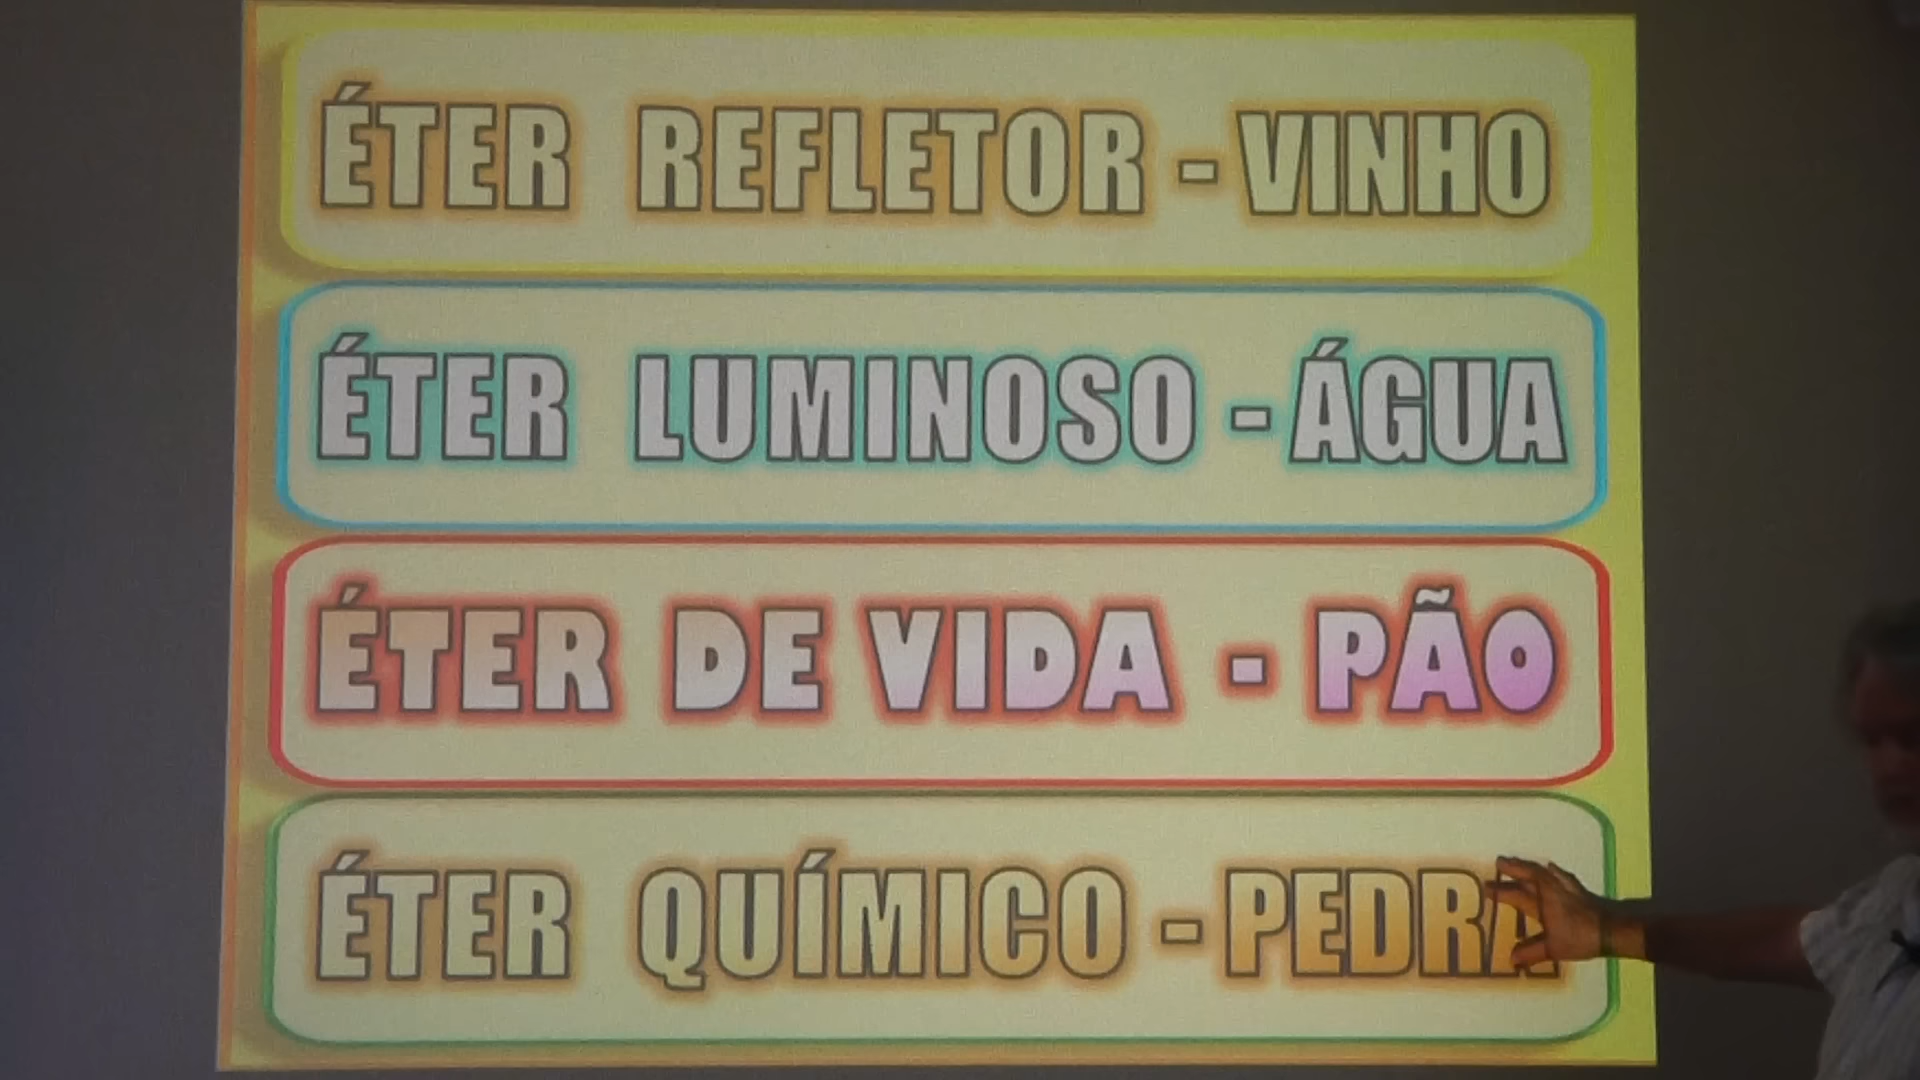 ÉTER REFLETOR - VINHO
ÉTER LUMINOSO - ÁGUA
ÉTER DE VIDA - PÃO
ÉTER QUÍMICO - PEDRA